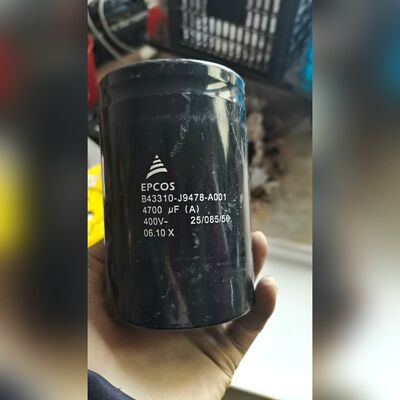 EPCOS
B43310-J9478-A001
4700 µF (A)
400V- 25/085/56
06.10 X